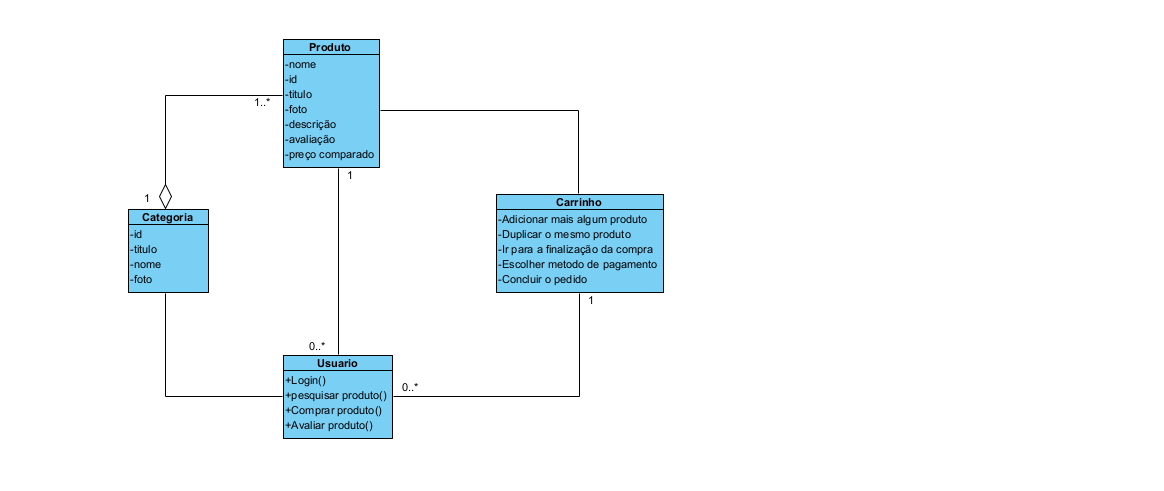 Produto
-nome
-id
-titulo
-foto
-descrição
-avaliação
-preço comparado
1..*
1
1
Categoria
-id
-titulo
-nome
-foto
Carrinho
-Adicionar mais algum produto
-Duplicar o mesmo produto
-Ir para a finalização da compra
-Escolher metodo de pagamento
-Concluir o pedido
1
0..*
Usuario
+Login()
+pesquisar produto()
+Comprar produto()
+Avaliar produto()
0..*